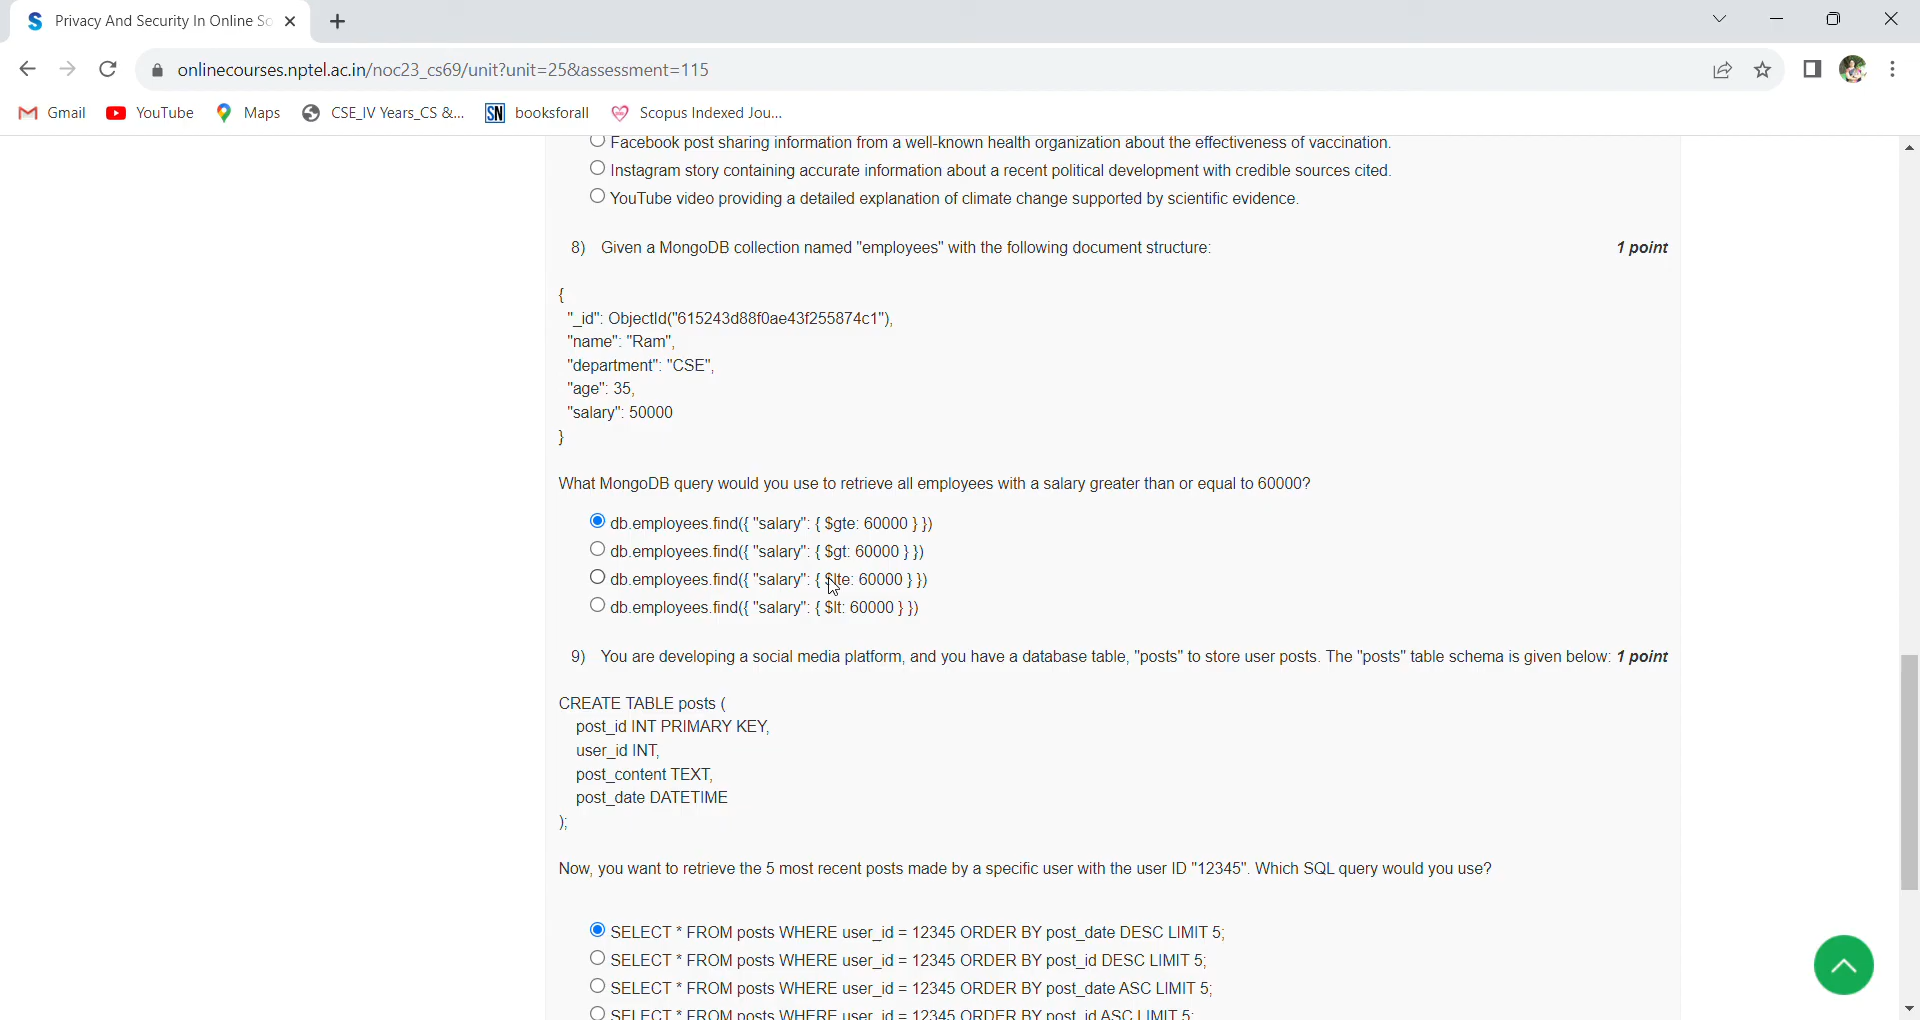 Privacy And Security In Online So
onlinecourses.nptel.ac.in/noc23_cs69/unit?unit=25&assessment=115
Gmail YouTube Maps CSE_IV Years_CS &... SN booksforall Scopus Indexed Jou...
Facebook post sharing information from a well-known health organization about the effectiveness of vaccination.
Instagram story containing accurate information about a recent political development with credible sources cited.
YouTube video providing a detailed explanation of climate change supported by scientific evidence.
8) Given a MongoDB collection named "employees" with the following document structure: 1 point
{
"_id": ObjectId("615243d88f0ae43f255874c1"),
"name": "Ram",
"department": "CSE",
"age": 35,
"salary": 50000
}
What MongoDB query would you use to retrieve all employees with a salary greater than or equal to 60000?
db.employees.find({ "salary": { $gte: 60000 } })
db.employees.find({ "salary": { $gt: 60000 } })
db.employees.find({ "salary": { $lte: 60000 } })
db.employees.find({ "salary": { $lt: 60000 } })
9) You are developing a social media platform, and you have a database table, "posts" to store user posts. The "posts" table schema is given below: 1 point
CREATE TABLE posts (
post_id INT PRIMARY KEY,
user_id INT,
post_content TEXT,
post_date DATETIME
);
Now, you want to retrieve the 5 most recent posts made by a specific user with the user ID "12345". Which SQL query would you use?
SELECT * FROM posts WHERE user_id = 12345 ORDER BY post_date DESC LIMIT 5;
SELECT * FROM posts WHERE user_id = 12345 ORDER BY post_id DESC LIMIT 5;
SELECT * FROM posts WHERE user_id = 12345 ORDER BY post_date ASC LIMIT 5;
SELECT * FROM posts WHERE user_id = 12345 ORDER BY post_id ASC LIMIT 5;